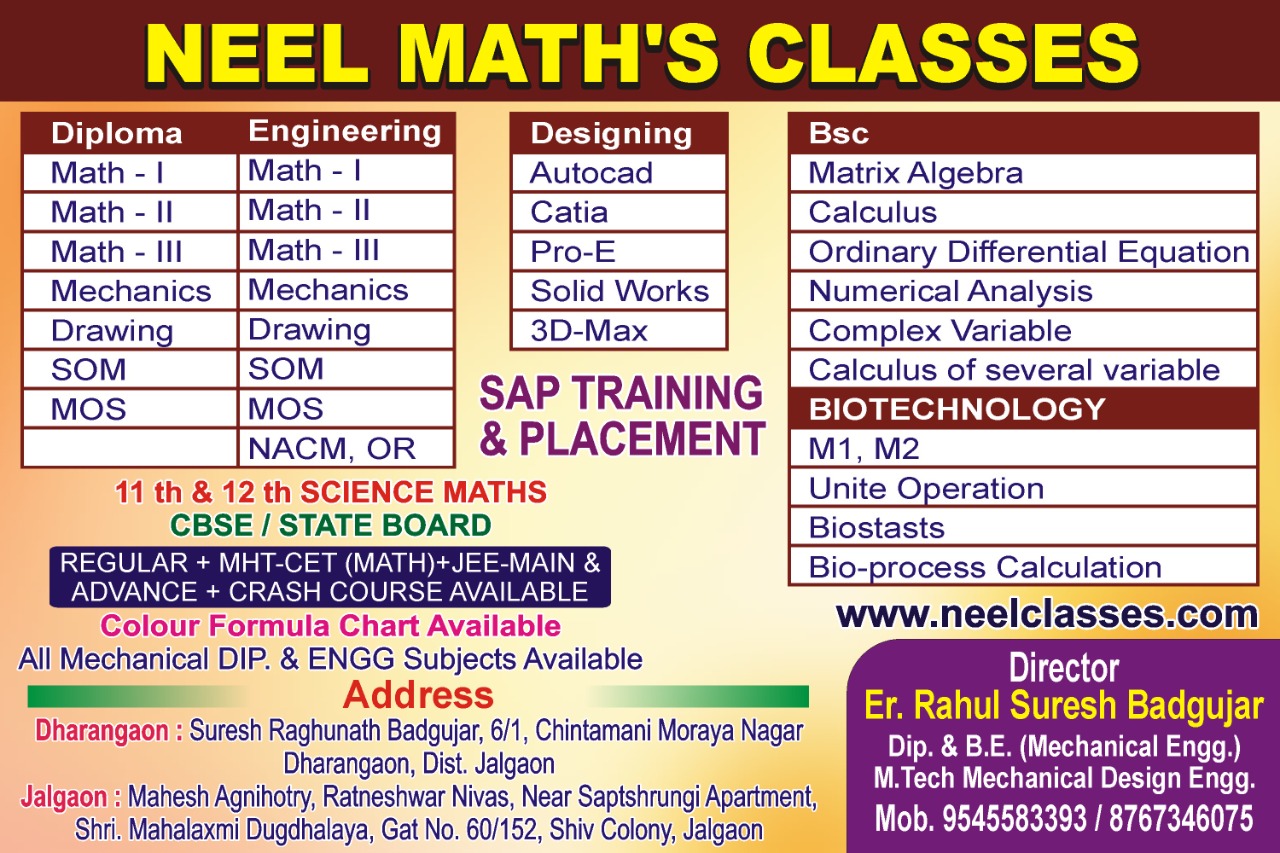 NEEL MATH'S CLASSES
Diploma Engineering
Math - I Math - I
Math - II Math - II
Math - III Math - III
Mechanics Mechanics
Drawing Drawing
SOM SOM
MOS MOS
NACM, OR
Designing
Autocad
Catia
Pro-E
Solid Works
3D-Max
SAP TRAINING
& PLACEMENT
Bsc
Matrix Algebra
Calculus
Ordinary Differential Equation
Numerical Analysis
Complex Variable
Calculus of several variable
BIOTECHNOLOGY
M1, M2
Unite Operation
Biostasts
Bio-process Calculation
11 th & 12 th SCIENCE MATHS
CBSE / STATE BOARD
REGULAR + MHT-CET (MATH)+JEE-MAIN &
ADVANCE + CRASH COURSE AVAILABLE
Colour Formula Chart Available
All Mechanical DIP. & ENGG Subjects Available
Address
Dharangaon : Suresh Raghunath Badgujar, 6/1, Chintamani Moraya Nagar
Dharangaon, Dist. Jalgaon
Jalgaon : Mahesh Agnihotry, Ratneshwar Nivas, Near Saptshrungi Apartment,
Shri. Mahalaxmi Dugdhalaya, Gat No. 60/152, Shiv Colony, Jalgaon
www.neelclasses.com
Director
Er. Rahul Suresh Badgujar
Dip. & B.E. (Mechanical Engg.)
M.Tech Mechanical Design Engg.
Mob. 9545583393 / 8767346075